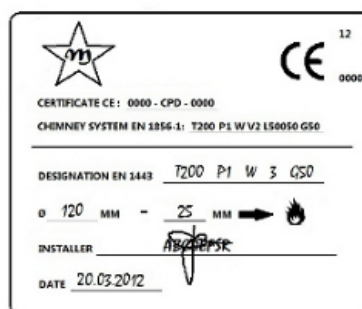 m
12
CE
0000
CERTIFICATE CE: 0000 - CPD - 0000
CHIMNEY SYSTEM EN 1856-1: T200 P1 W V2 L50050 G50
DESIGNATION EN 1443 T200 P1 W 3 G50
ø 120 MM - 25 MM
INSTALLER
DATE 20.03.2012